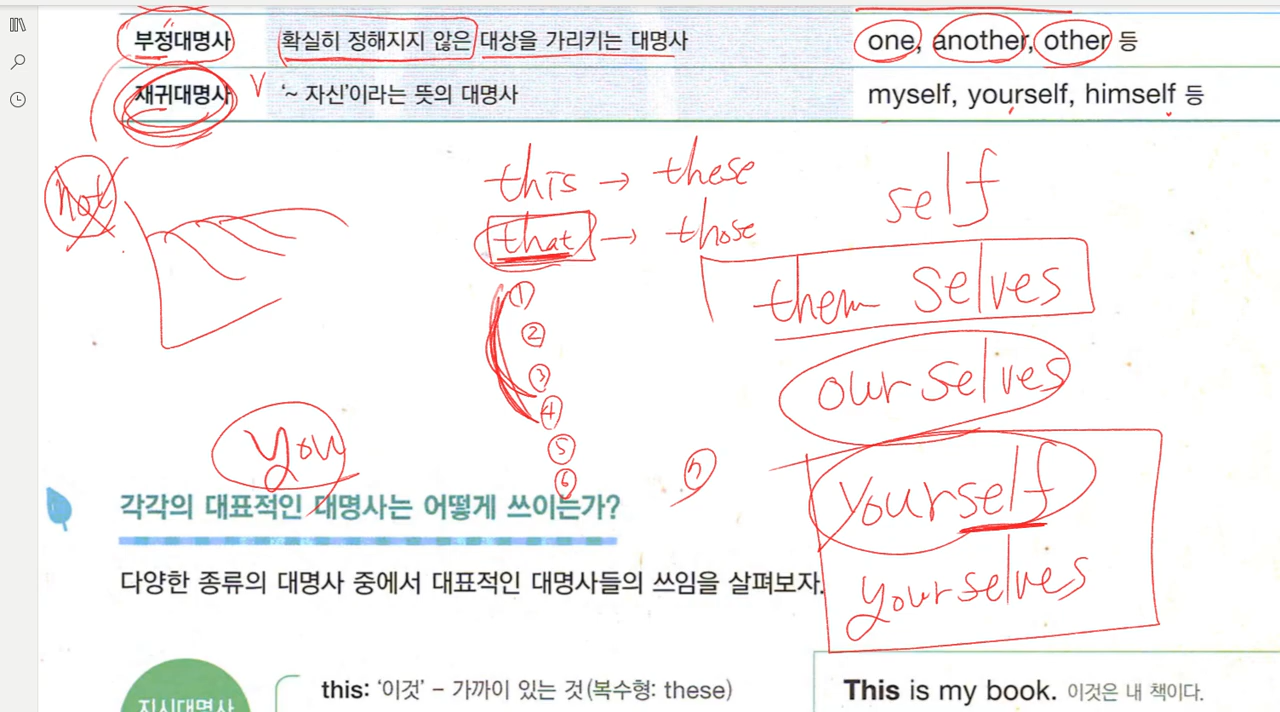 부정대명사 확실히 정해지지 않은 대상을 가리키는 대명사 one, another, other 등
재귀대명사 V '~ 자신'이라는 뜻의 대명사 myself, yourself, himself 등
not
this → these
that → those
self
themselves
ourselves
① 
②
③
④
⑤
⑥
you
yourself
yourselves
각각의 대표적인 대명사는 어떻게 쓰이는가?
다양한 종류의 대명사 중에서 대표적인 대명사들의 쓰임을 살펴보자.
지시대명사
this: '이것' – 가까이 있는 것(복수형: these)
This is my book. 이것은 내 책이다.